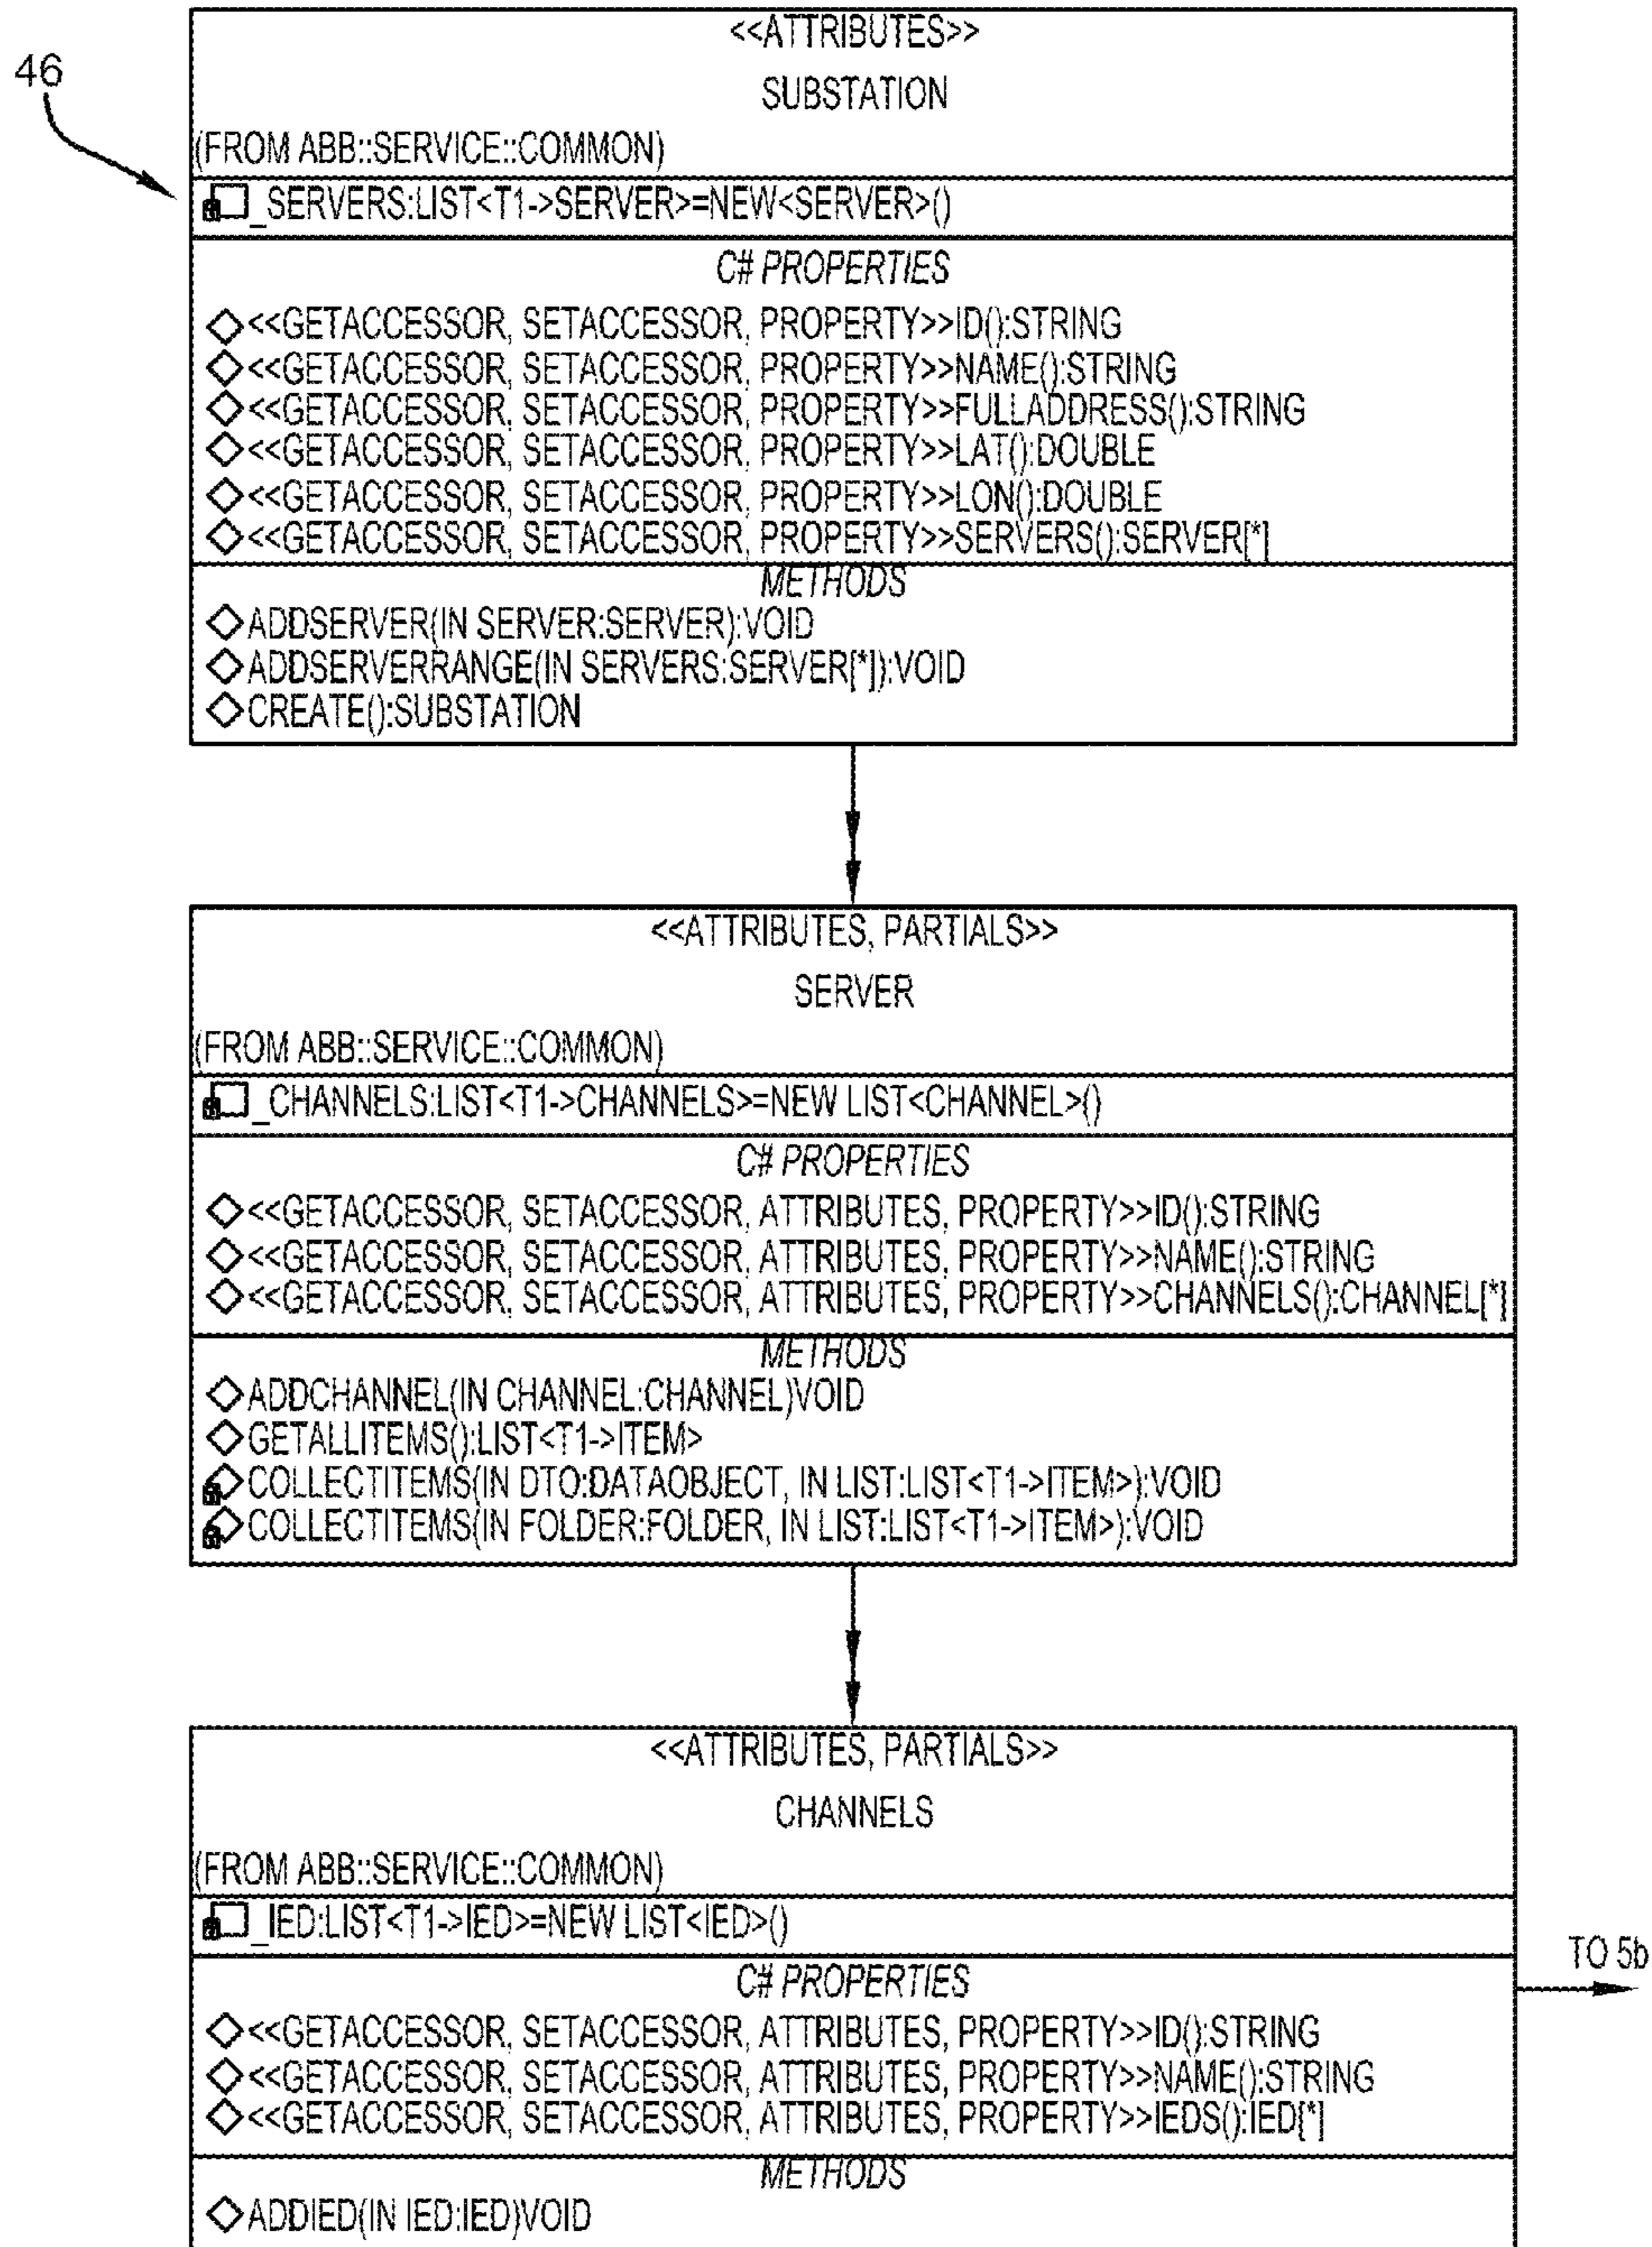 46
<<ATTRIBUTES>>
SUBSTATION
(FROM ABB::SERVICE::COMMON)
_SERVERS:LIST<T1->SERVER>=NEW<SERVER>()
C# PROPERTIES
<<GETACCESSOR, SETACCESSOR, PROPERTY>>ID():STRING
<<GETACCESSOR, SETACCESSOR, PROPERTY>>NAME():STRING
<<GETACCESSOR, SETACCESSOR, PROPERTY>>FULLADDRESS():STRING
<<GETACCESSOR, SETACCESSOR, PROPERTY>>LAT():DOUBLE
<<GETACCESSOR, SETACCESSOR, PROPERTY>>LON():DOUBLE
<<GETACCESSOR, SETACCESSOR, PROPERTY>>SERVERS():SERVER[*]
METHODS
ADDSERVER(IN SERVER:SERVER):VOID
ADDSERVERRANGE(IN SERVERS:SERVER[*]):VOID
CREATE():SUBSTATION
<<ATTRIBUTES, PARTIALS>>
SERVER
(FROM ABB::SERVICE::COMMON)
_CHANNELS:LIST<T1->CHANNELS>=NEW LIST<CHANNEL>()
C# PROPERTIES
<<GETACCESSOR, SETACCESSOR, ATTRIBUTES, PROPERTY>>ID():STRING
<<GETACCESSOR, SETACCESSOR, ATTRIBUTES, PROPERTY>>NAME():STRING
<<GETACCESSOR, SETACCESSOR, ATTRIBUTES, PROPERTY>>CHANNELS():CHANNEL[*]
METHODS
ADDCHANNEL(IN CHANNEL:CHANNEL)VOID
GETALLITEMS():LIST<T1->ITEM>
COLLECTITEMS(IN DTO:DATAOBJECT, IN LIST:LIST<T1->ITEM>):VOID
COLLECTITEMS(IN FOLDER:FOLDER, IN LIST:LIST<T1->ITEM>):VOID
<<ATTRIBUTES, PARTIALS>>
CHANNELS
(FROM ABB::SERVICE::COMMON)
_IED:LIST<T1->IED>=NEW LIST<IED>()
TO 5b
C# PROPERTIES
<<GETACCESSOR, SETACCESSOR, ATTRIBUTES, PROPERTY>>ID():STRING
<<GETACCESSOR, SETACCESSOR, ATTRIBUTES, PROPERTY>>NAME():STRING
<<GETACCESSOR, SETACCESSOR, ATTRIBUTES, PROPERTY>>IEDS():IED[*]
METHODS
ADDIED(IN IED:IED)VOID